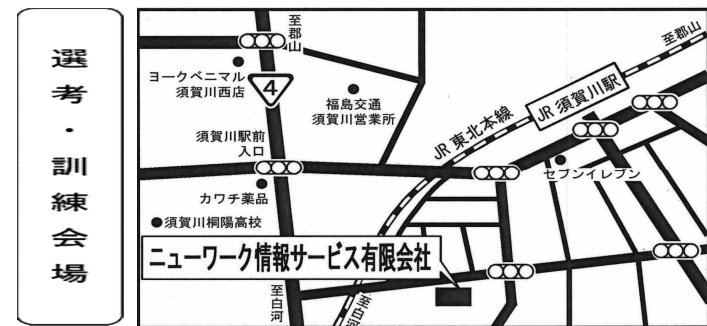 選考・訓練会場
至郡山
ヨークベニマル
須賀川西店
4
福島交通
須賀川営業所
至郡山
JR須賀川駅
JR東北本線
須賀川駅前
入口
カワチ薬品
セブンイレブン
須賀川桐陽高校
ニューワーク情報サービス有限会社
至白河
至白河